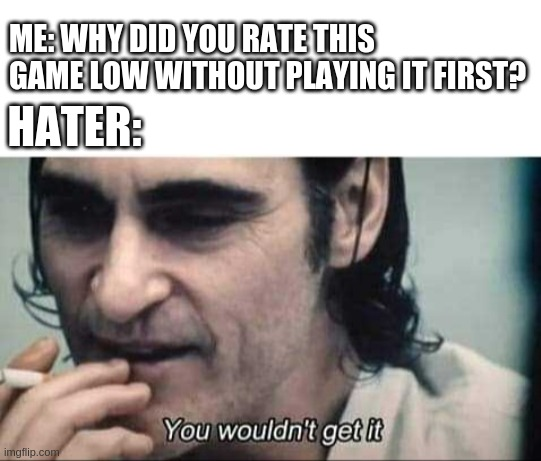 ME: WHY DID YOU RATE THIS
GAME LOW WITHOUT PLAYING IT FIRST?
HATER:
You wouldn't get it
imgflip.com